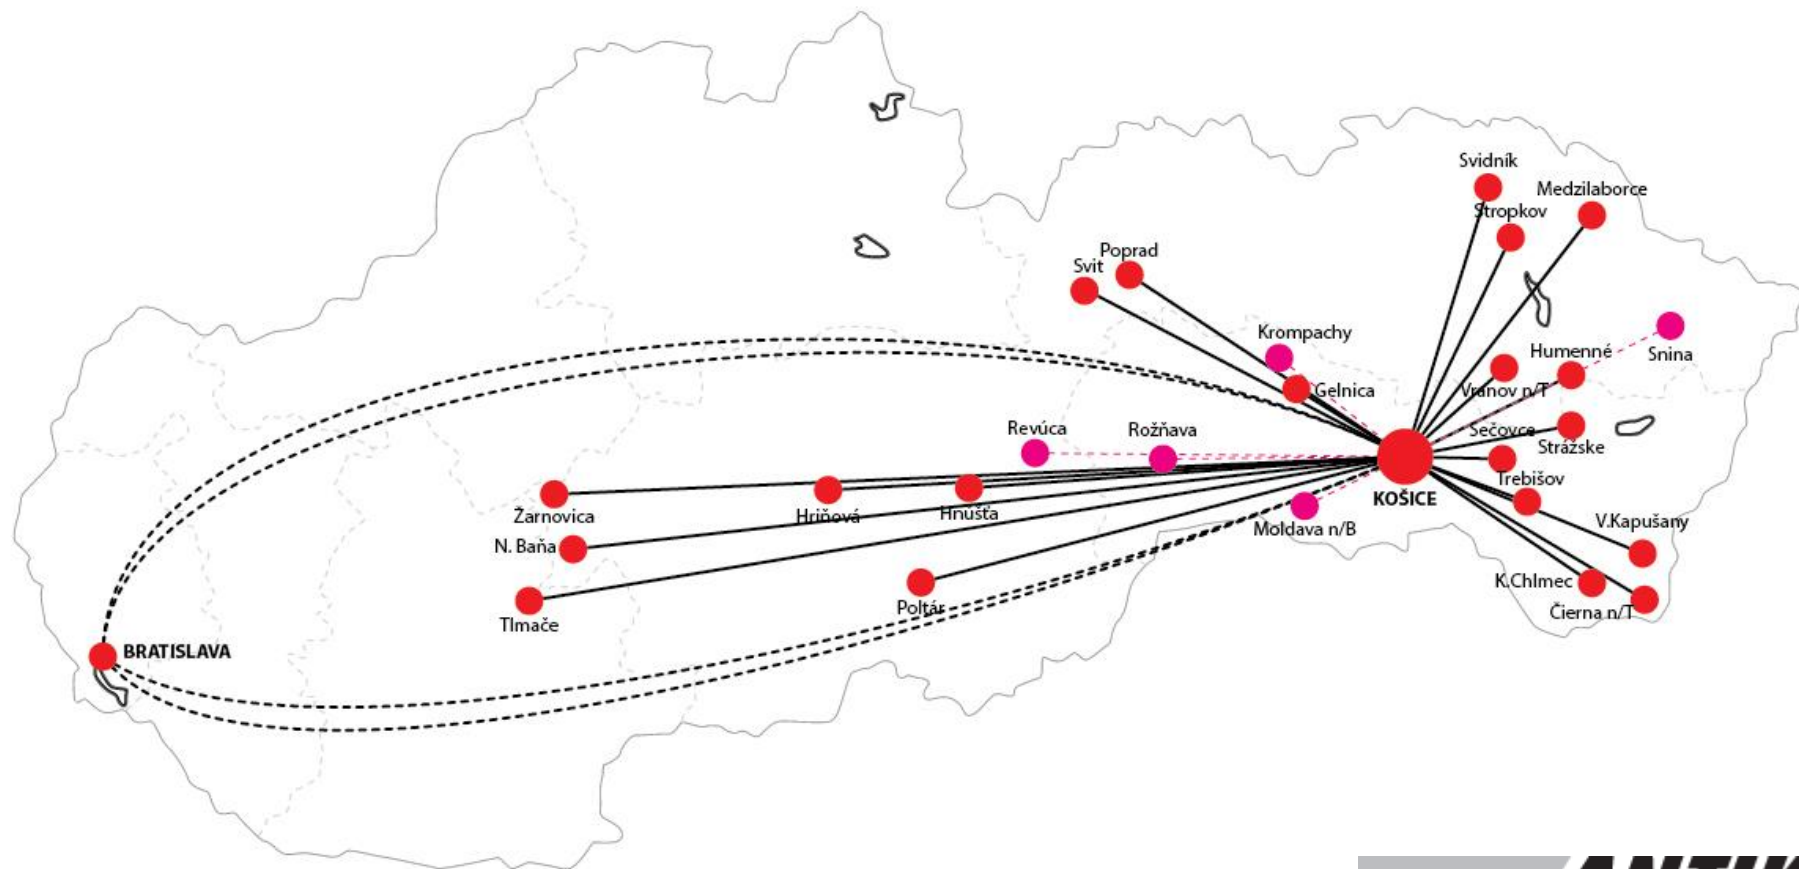 Svidník
Medzilaborce
Stropkov
Poprad
Svit
Krompachy
Humenné
Snina
Gelnica
Vranov n/T
Revúca
Rožňava
Sečovce
Strážske
Trebišov
KOŠICE
Žarnovica
Hriňová
Hnúšťa
Moldava n/B
V.Kapušany
N. Baňa
K.Chlmec
Poltár
Čierna n/T
Tlmače
BRATISLAVA